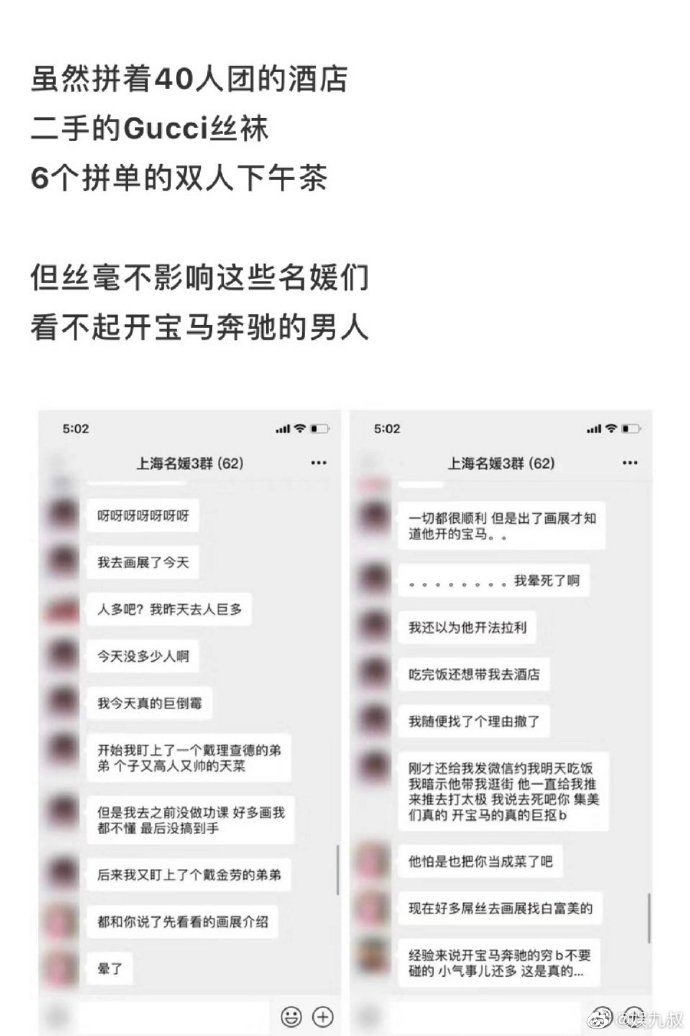 虽然拼着40人团的酒店
二手的Gucci丝袜
6个拼单的双人下午茶
但丝毫不影响这些名媛们
看不起开宝马奔驰的男人
5:02
上海名媛3群 (62)
呀呀呀呀呀呀呀
我去画展了今天
人多吧？我昨天去人巨多
今天没多少人啊
我今天真的巨倒霉
开始我盯上了一个戴理查德的弟
弟 个子又高人又帅的天菜
但是我去之前没做功课 好多画我
都不懂 最后没搞到手
后来我又盯上了个戴金劳的弟弟
都和你说了先看看的画展介绍
晕了
5:02
上海名媛3群 (62)
一切都很顺利 但是出了画展才知
道他开的宝马。。
。。。。。。。。我晕死了啊
我还以为他开法拉利
吃完饭还想带我去酒店
我随便找了个理由撤了
刚才还给我发微信约我明天吃饭
我暗示他带我逛街 他一直给我推
来推去打太极 我说去死吧你 集美
们真的 开宝马的真的巨抠b
他怕是也把你当成菜了吧
现在好多屌丝去画展找白富美的
经验来说开宝马奔驰的穷b不要
碰的 小气事儿还多 这是真的...
@娱九叔